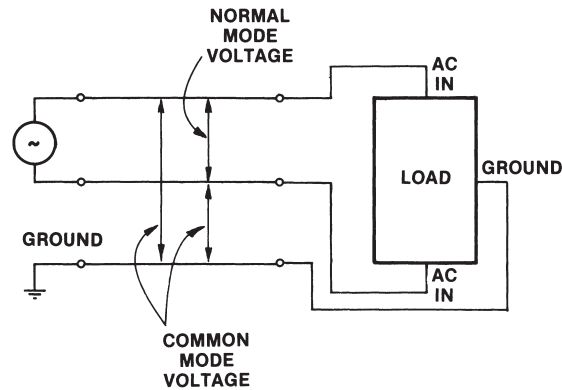 NORMAL
MODE
VOLTAGE
AC
IN
~
LOAD
GROUND
GROUND
AC
IN
COMMON
MODE
VOLTAGE